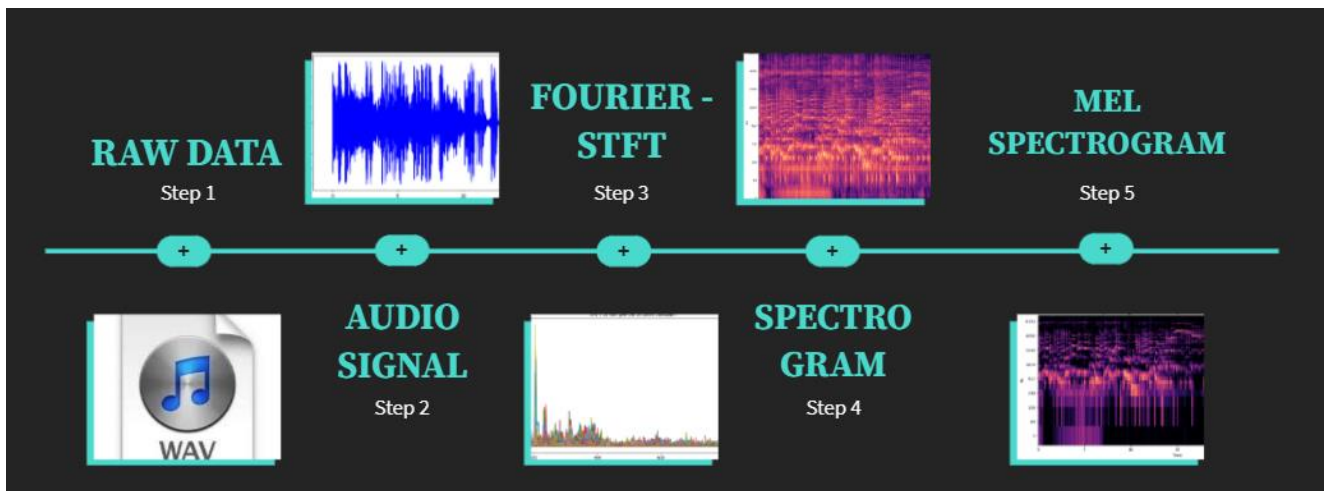 RAW DATA
Step 1
WAV
AUDIO
SIGNAL
Step 2
FOURIER -
STFT
Step 3
SPECTRO
GRAM
Step 4
MEL
SPECTROGRAM
Step 5